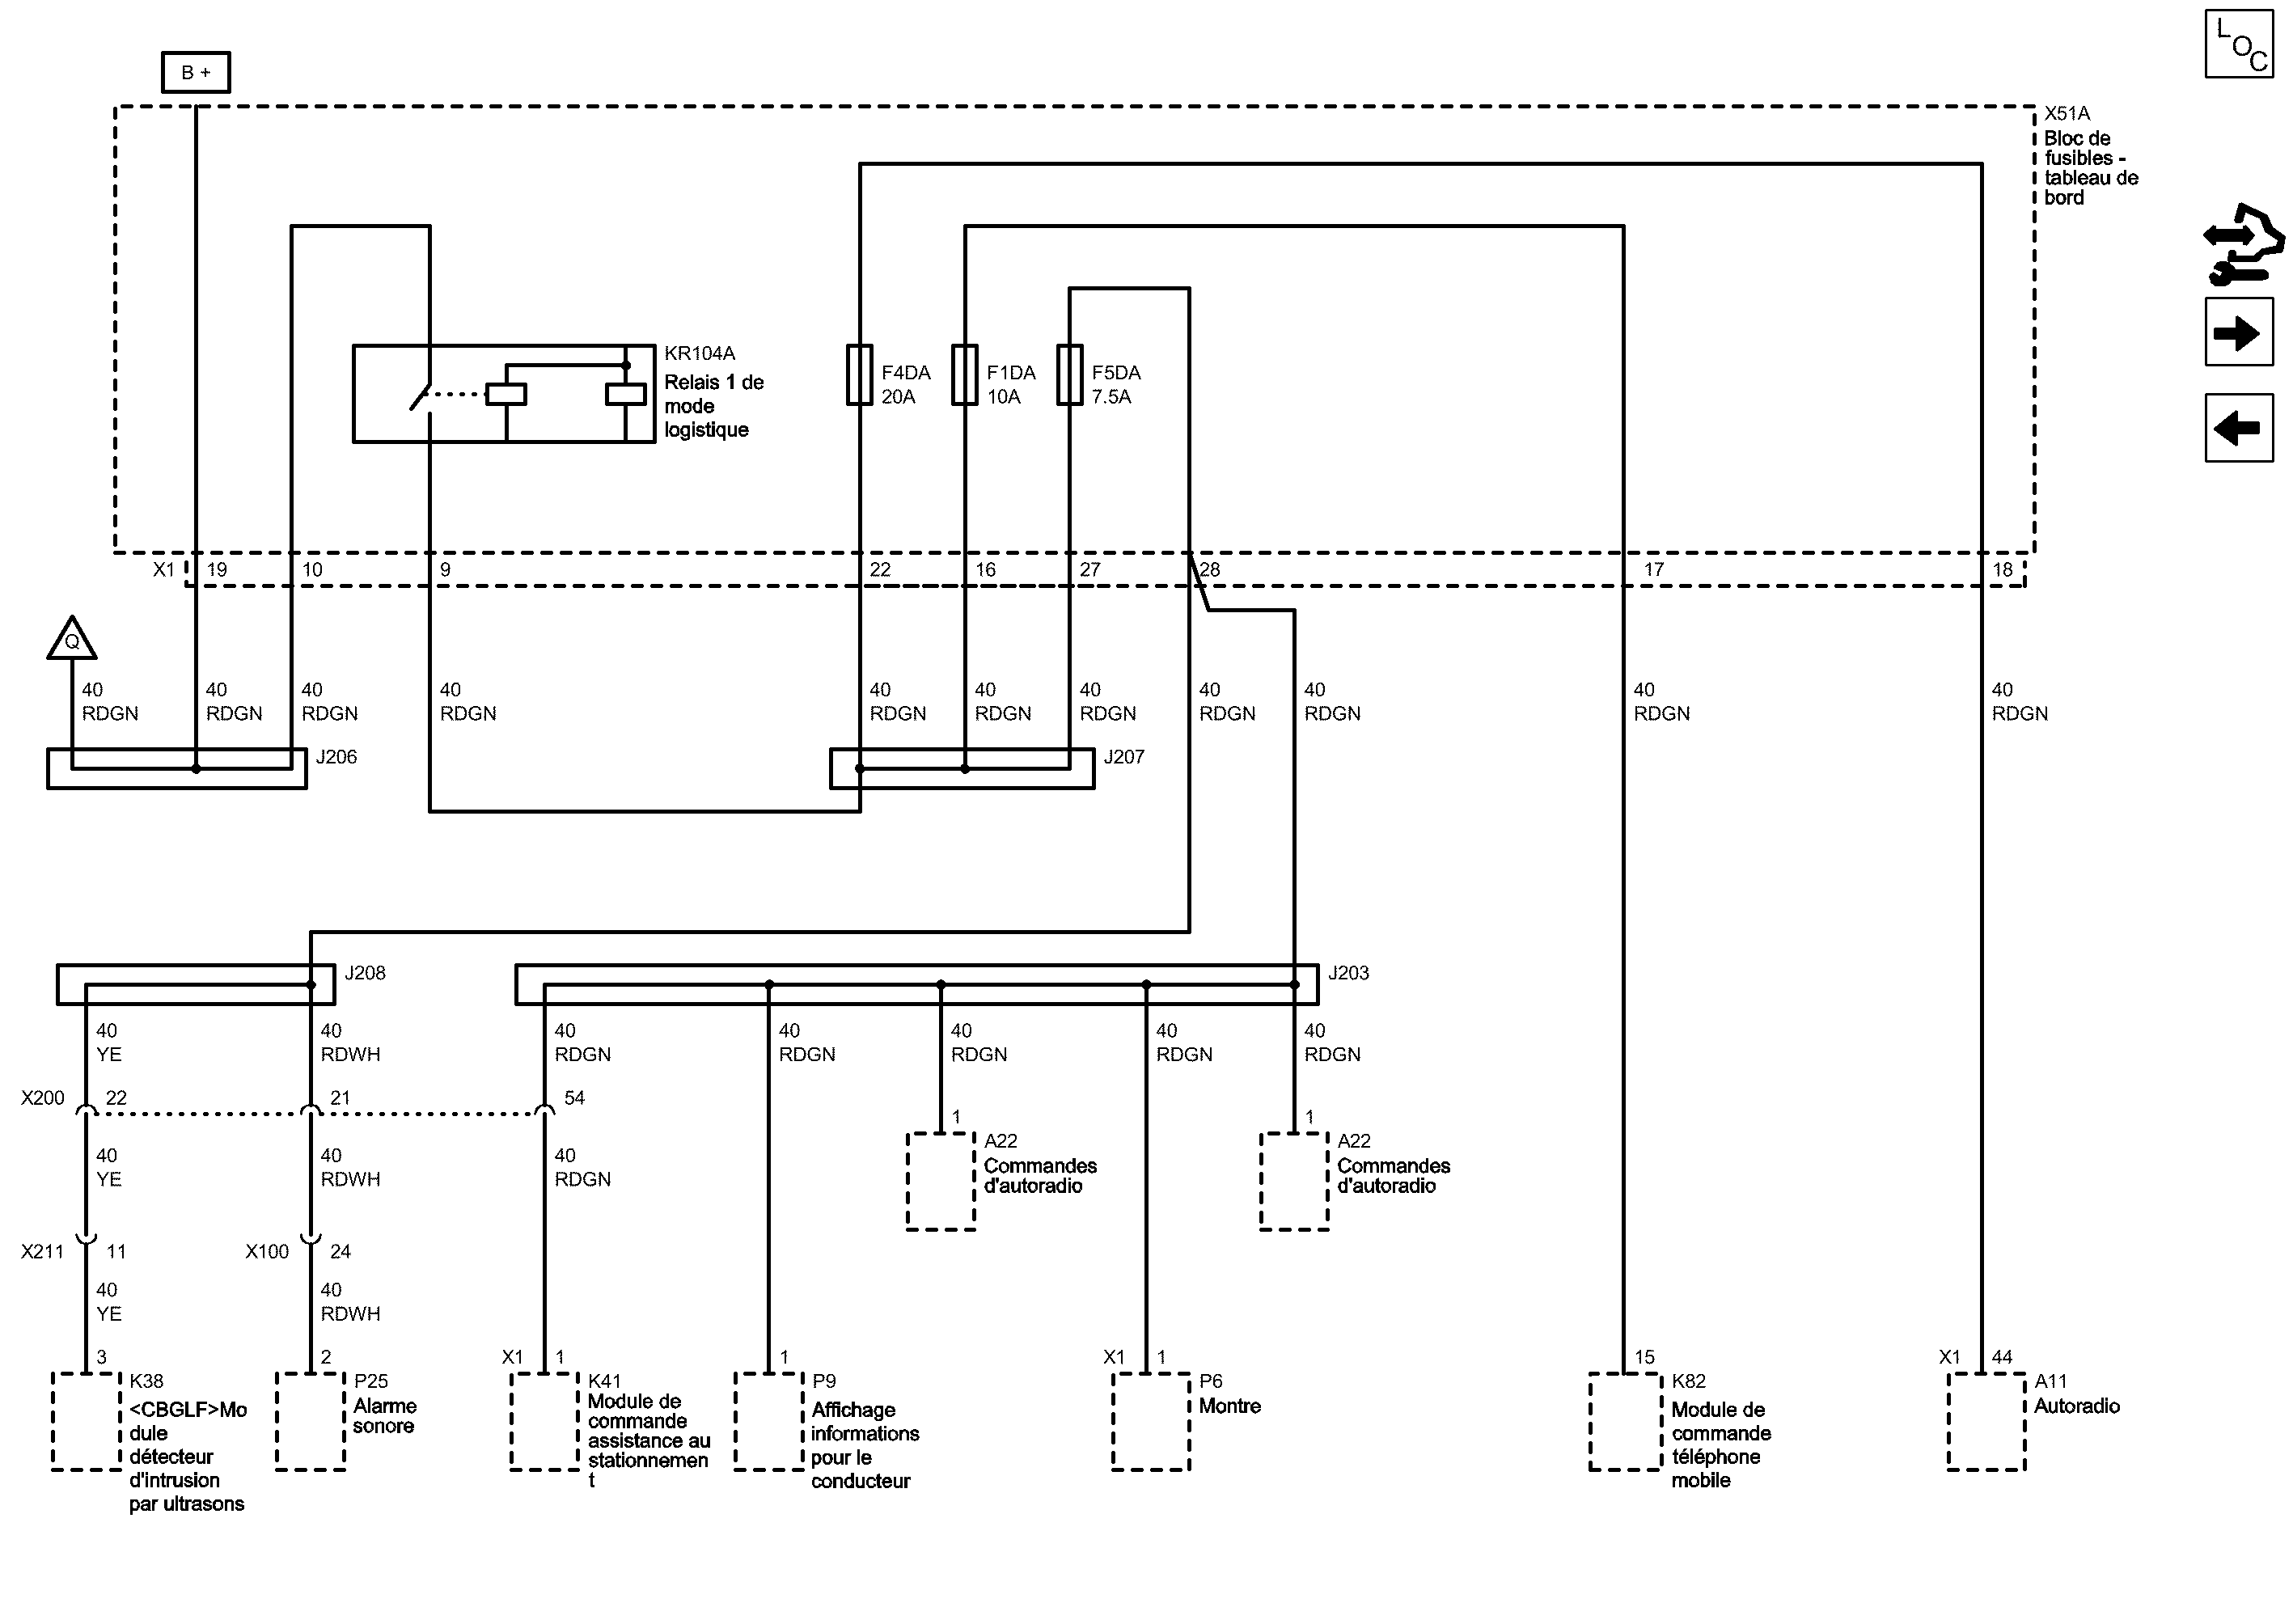 LOC
B +
X51A
Bloc de
fusibles -
tableau de
bord
KR104A
Relais 1 de
mode
logistique
F4DA
20A
F1DA
10A
F5DA
7.5A
X1 19 10 9 22 16 27 28 17 18
Q
40 40 40 40 40 40 40 40 40 40 40
RDGN RDGN RDGN RDGN RDGN RDGN RDGN RDGN RDGN RDGN RDGN
J206
J207
J208
J203
40 40 40 40 40 40 40
YE RDWH RDGN RDGN RDGN RDGN RDGN
X200 22 21 54
1 1
A22
Commandes
d'autoradio
A22
Commandes
d'autoradio
40 40 40
YE RDWH RDGN
X211 11 X100 24
40 40
YE RDWH
3 2 X1 1 1 X1 1 15 X1 44
K38
<CBGLF>Mo
dule
détecteur
d'intrusion
par ultrasons
P25
Alarme
sonore
K41
Module de
commande
assistance au
stationnemen
t
P9
Affichage
informations
pour le
conducteur
P6
Montre
K82
Module de
commande
téléphone
mobile
A11
Autoradio